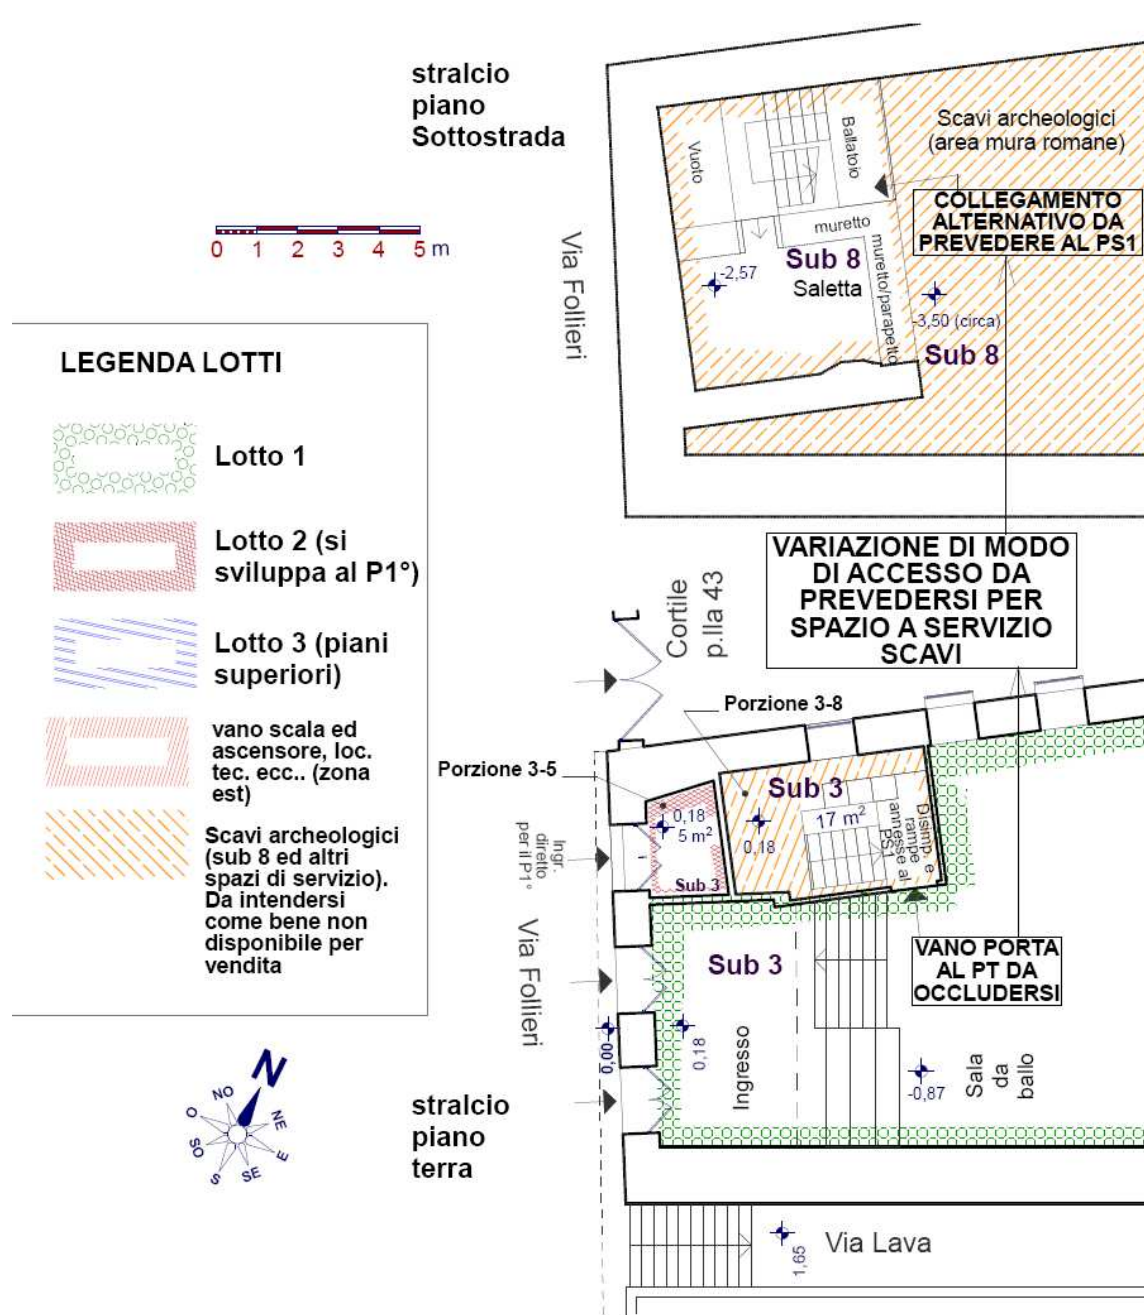 stralcio
piano
Sottostrada
0 1 2 3 4 5 m
Via Follieri
Vuoto
Ballatoio
Scavi archeologici
(area mura romane)
COLLEGAMENTO
ALTERNATIVO DA
PREVEDERE AL PS1
muretto
muretto/parapetto
Sub 8
Saletta
-2,57
-3,50 (circa)
Sub 8
LEGENDA LOTTI
Lotto 1
Lotto 2 (si
sviluppa al P1°)
Lotto 3 (piani
superiori)
vano scala ed
ascensore, loc.
tec. ecc.. (zona
est)
Scavi archeologici
(sub 8 ed altri
spazi di servizio).
Da intendersi
come bene non
disponibile per
vendita
VARIAZIONE DI MODO
DI ACCESSO DA
PREVEDERSI PER
SPAZIO A SERVIZIO
SCAVI
Cortile
p.lla 43
Porzione 3-8
Porzione 3-5
Sub 3
0,18
5 m²
Sub 3
17 m²
0,18
Disimp. e
rampe
annesse al
PS1
Ingr.
diretto
per il P1°
Via Follieri
VANO PORTA
AL PT DA
OCCLUDERSI
Sub 3
0,00
0,18
Ingresso
-0,87
Sala
da
ballo
N
NE
E
SE
S
SO
O
NO
stralcio
piano
terra
1,65
Via Lava